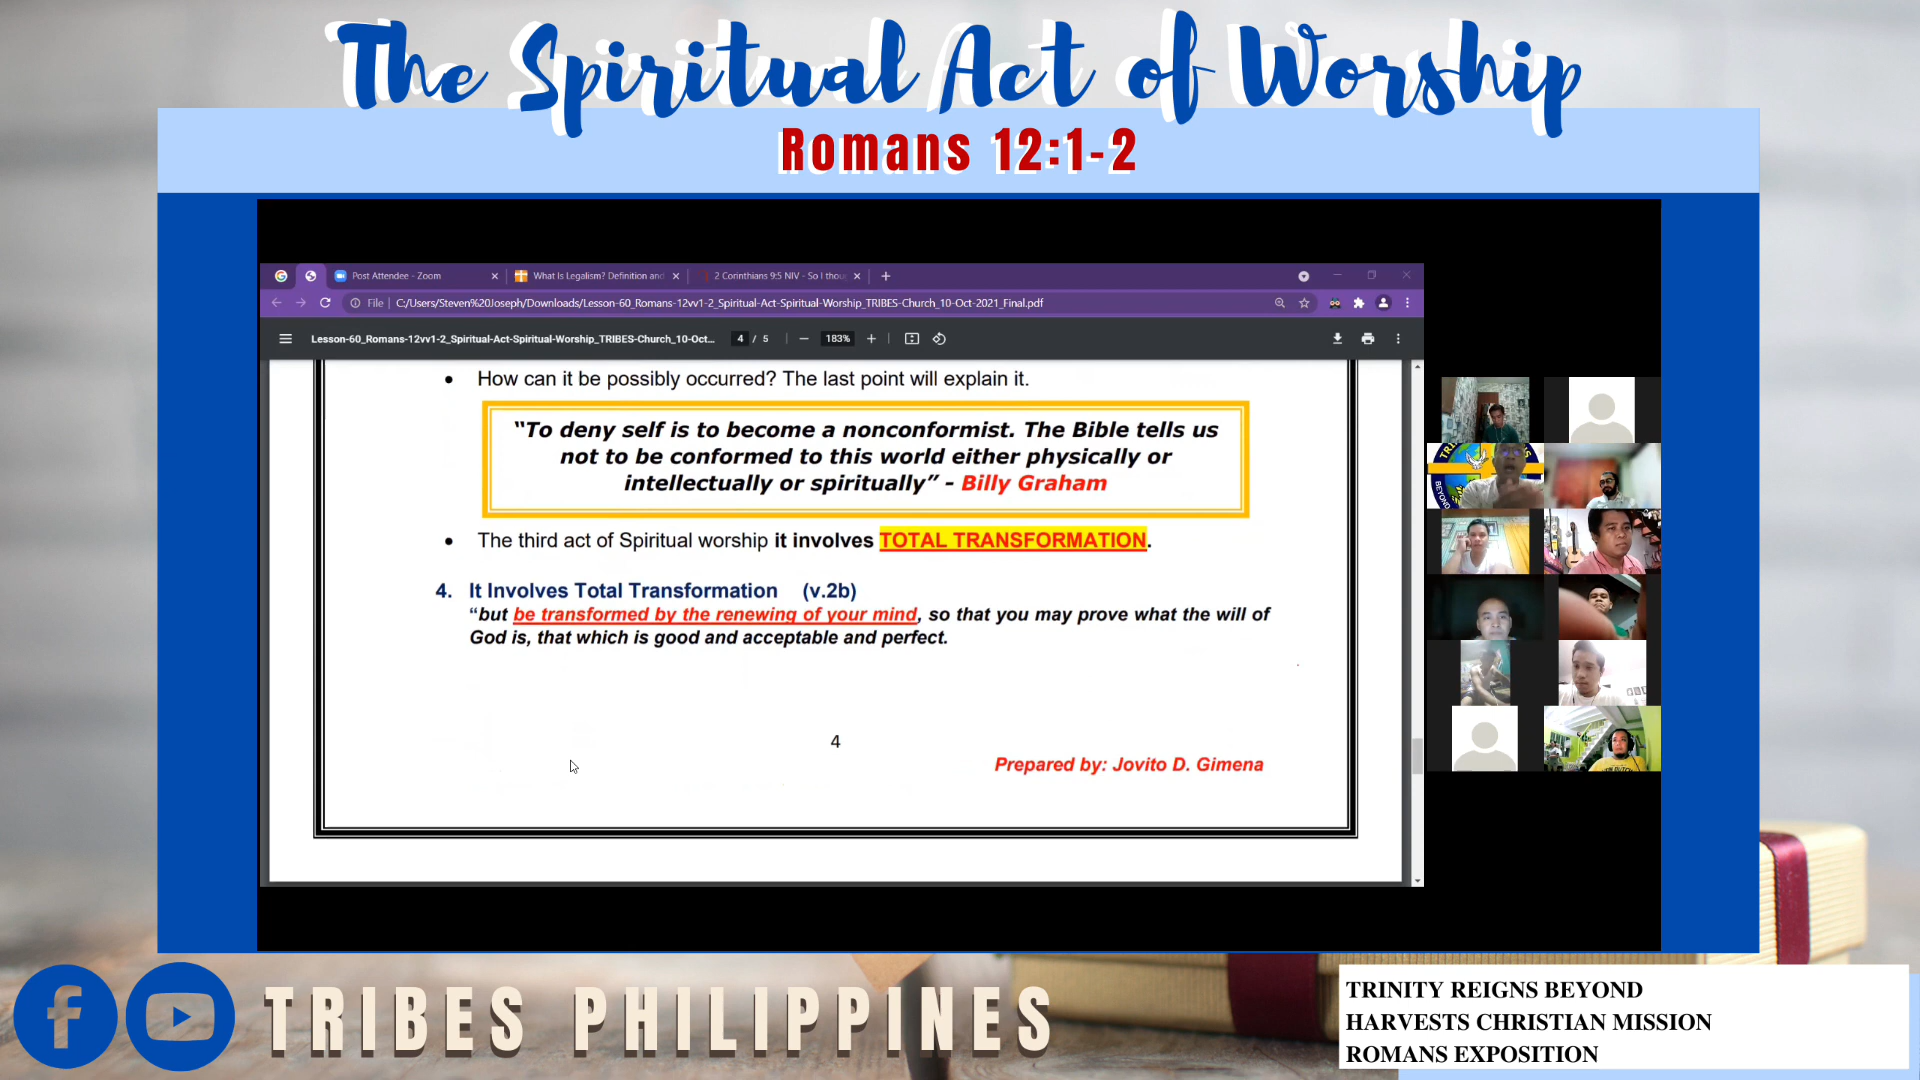 The Spiritual Act of Worship
Romans 12:1-2
Post Attendee - Zoom
What Is Legalism? Definition and
2 Corinthians 9:5 NIV - So I thou
File | C:/Users/Steven%20Joseph/Downloads/Lesson-60_Romans-12vv1-2_Spiritual-Act-Spiritual-Worship_TRIBES-Church_10-Oct-2021_Final.pdf
Lesson-60_Romans-12vv1-2_Spiritual-Act-Spiritual-Worship_TRIBES-Church_10-Oct... 4 / 5 183%
• How can it be possibly occurred? The last point will explain it.
“To deny self is to become a nonconformist. The Bible tells us
not to be conformed to this world either physically or
intellectually or spiritually” - Billy Graham
• The third act of Spiritual worship it involves TOTAL TRANSFORMATION.
4. It Involves Total Transformation (v.2b)
“but be transformed by the renewing of your mind, so that you may prove what the will of
God is, that which is good and acceptable and perfect.
4
Prepared by: Jovito D. Gimena
BEYOND
TRIBES PHILIPPINES
TRINITY REIGNS BEYOND
HARVESTS CHRISTIAN MISSION
ROMANS EXPOSITION